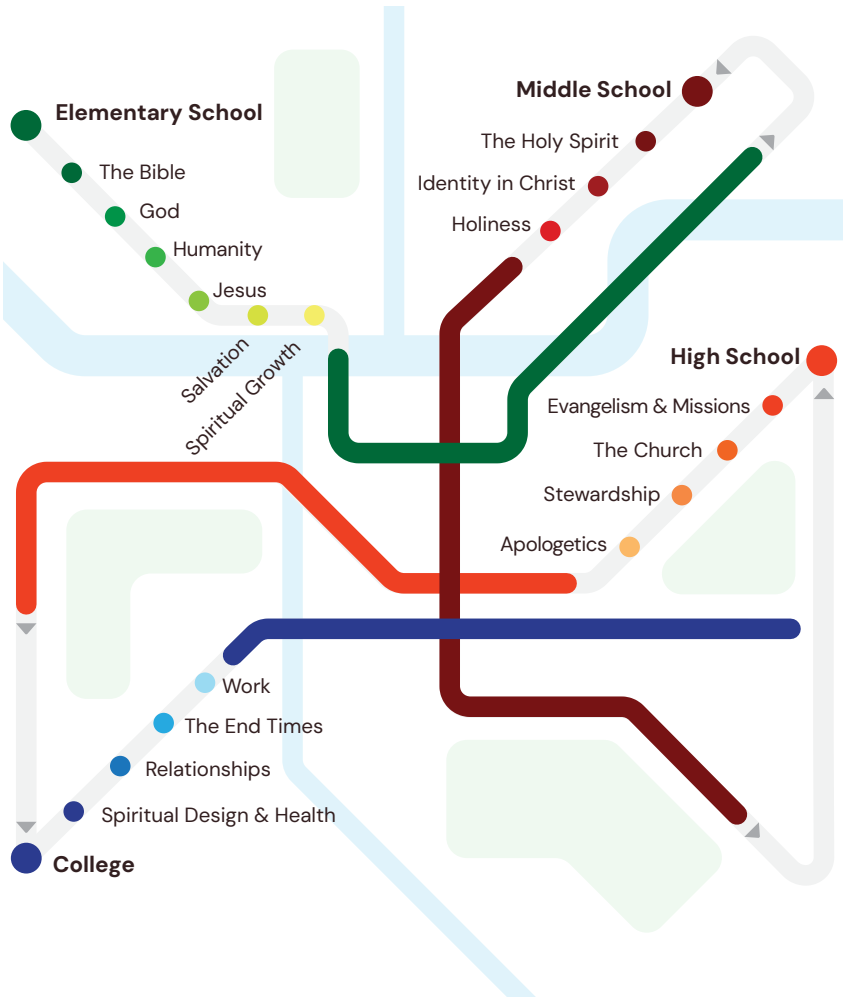 Elementary School
The Bible
God
Humanity
Jesus
Salvation
Spiritual Growth
Middle School
The Holy Spirit
Identity in Christ
Holiness
High School
Evangelism & Missions
The Church
Stewardship
Apologetics
Work
The End Times
Relationships
Spiritual Design & Health
College